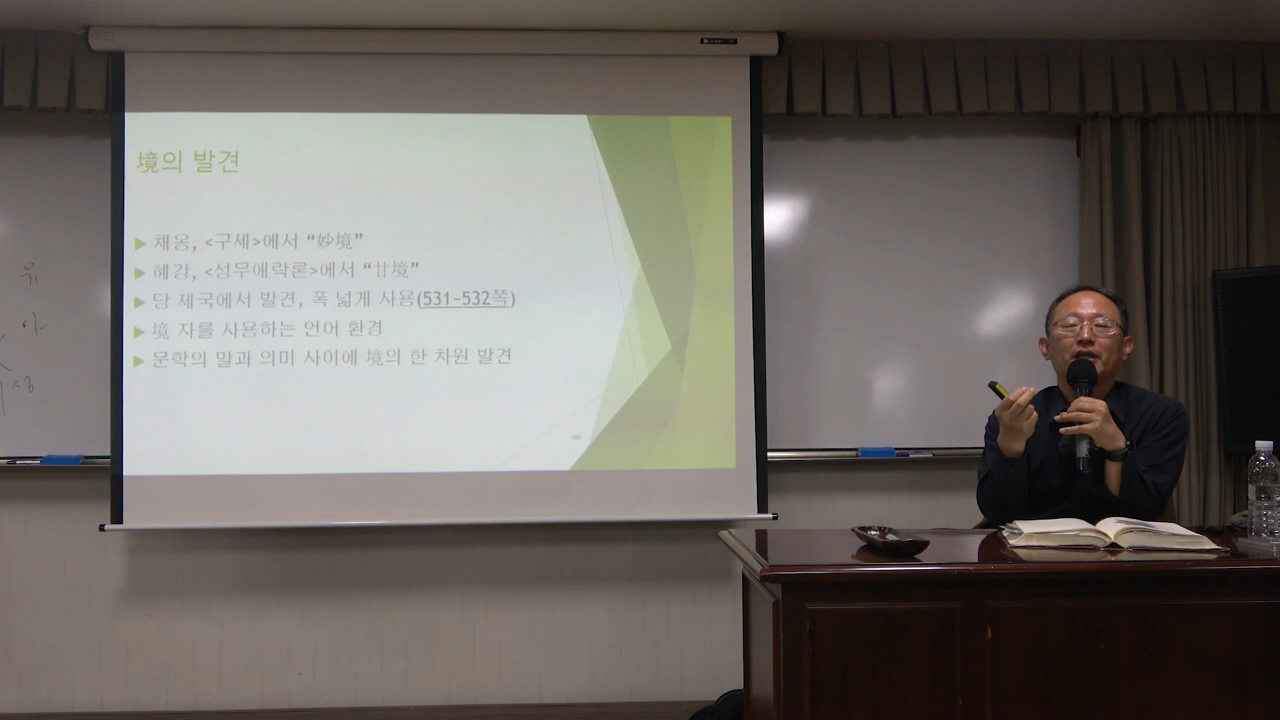 境의 발견
채옹, <구세>에서 “妙境”
혜강, <성무애락론>에서 “甘境”
당 제국에서 발견, 폭 넓게 사용(531~532쪽)
境 자를 사용하는 언어 환경
문학의 말과 의미 사이에 境의 한 차원 발견
유